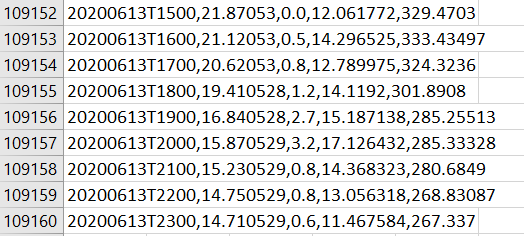 109152 20200613T1500,21.87053,0.0,12.061772,329.4703
109153 20200613T1600,21.12053,0.5,14.296525,333.43497
109154 20200613T1700,20.62053,0.8,12.789975,324.3236
109155 20200613T1800,19.410528,1.2,14.1192,301.8908
109156 20200613T1900,16.840528,2.7,15.187138,285.25513
109157 20200613T2000,15.870529,3.2,17.126432,285.33328
109158 20200613T2100,15.230529,0.8,14.368323,280.6849
109159 20200613T2200,14.750529,0.8,13.056318,268.83087
109160 20200613T2300,14.710529,0.6,11.467584,267.337